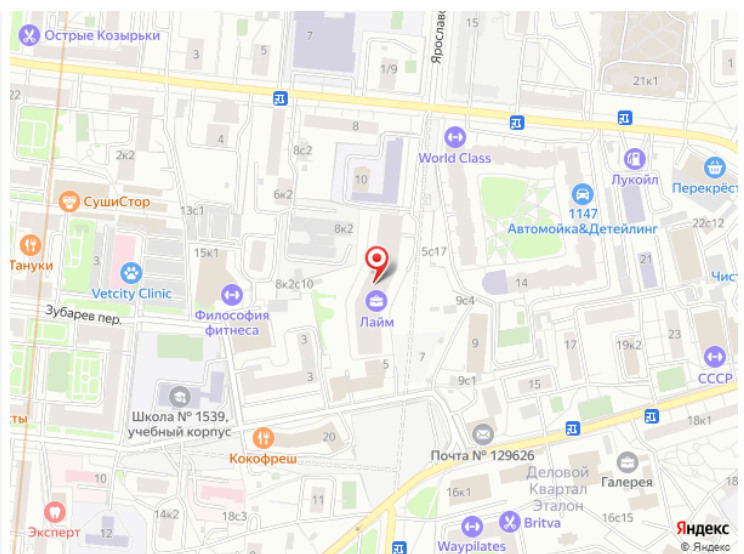 Острые Козырьки
3
7
1/9
Ярослав
21к1
1
22
4
8
8с2
2к2
World Class
Лукойл
Перекрёст
10
6к2
СушиСтор
13с1
1147
Автомойка&Детейлинг
22с12
8к2
5с17
15к1
Тануки
21
Vetcity Clinic
8к2с10
14
Чист
9с4
Зубарев пер.
Философия
фитнеса
Лайм
9
17
19к2
23
7
3
3
5
СССР
9с1
15
Школа № 1539,
учебный корпус
ты
18к1
20
Кокофреш
Почта № 129626
Деловой
Квартал
Эталон
Галерея
10
11
16к1
14к2
18с3
Эксперт
12
16с15
Britva
Waypilates
Яндекс
© Яндекс